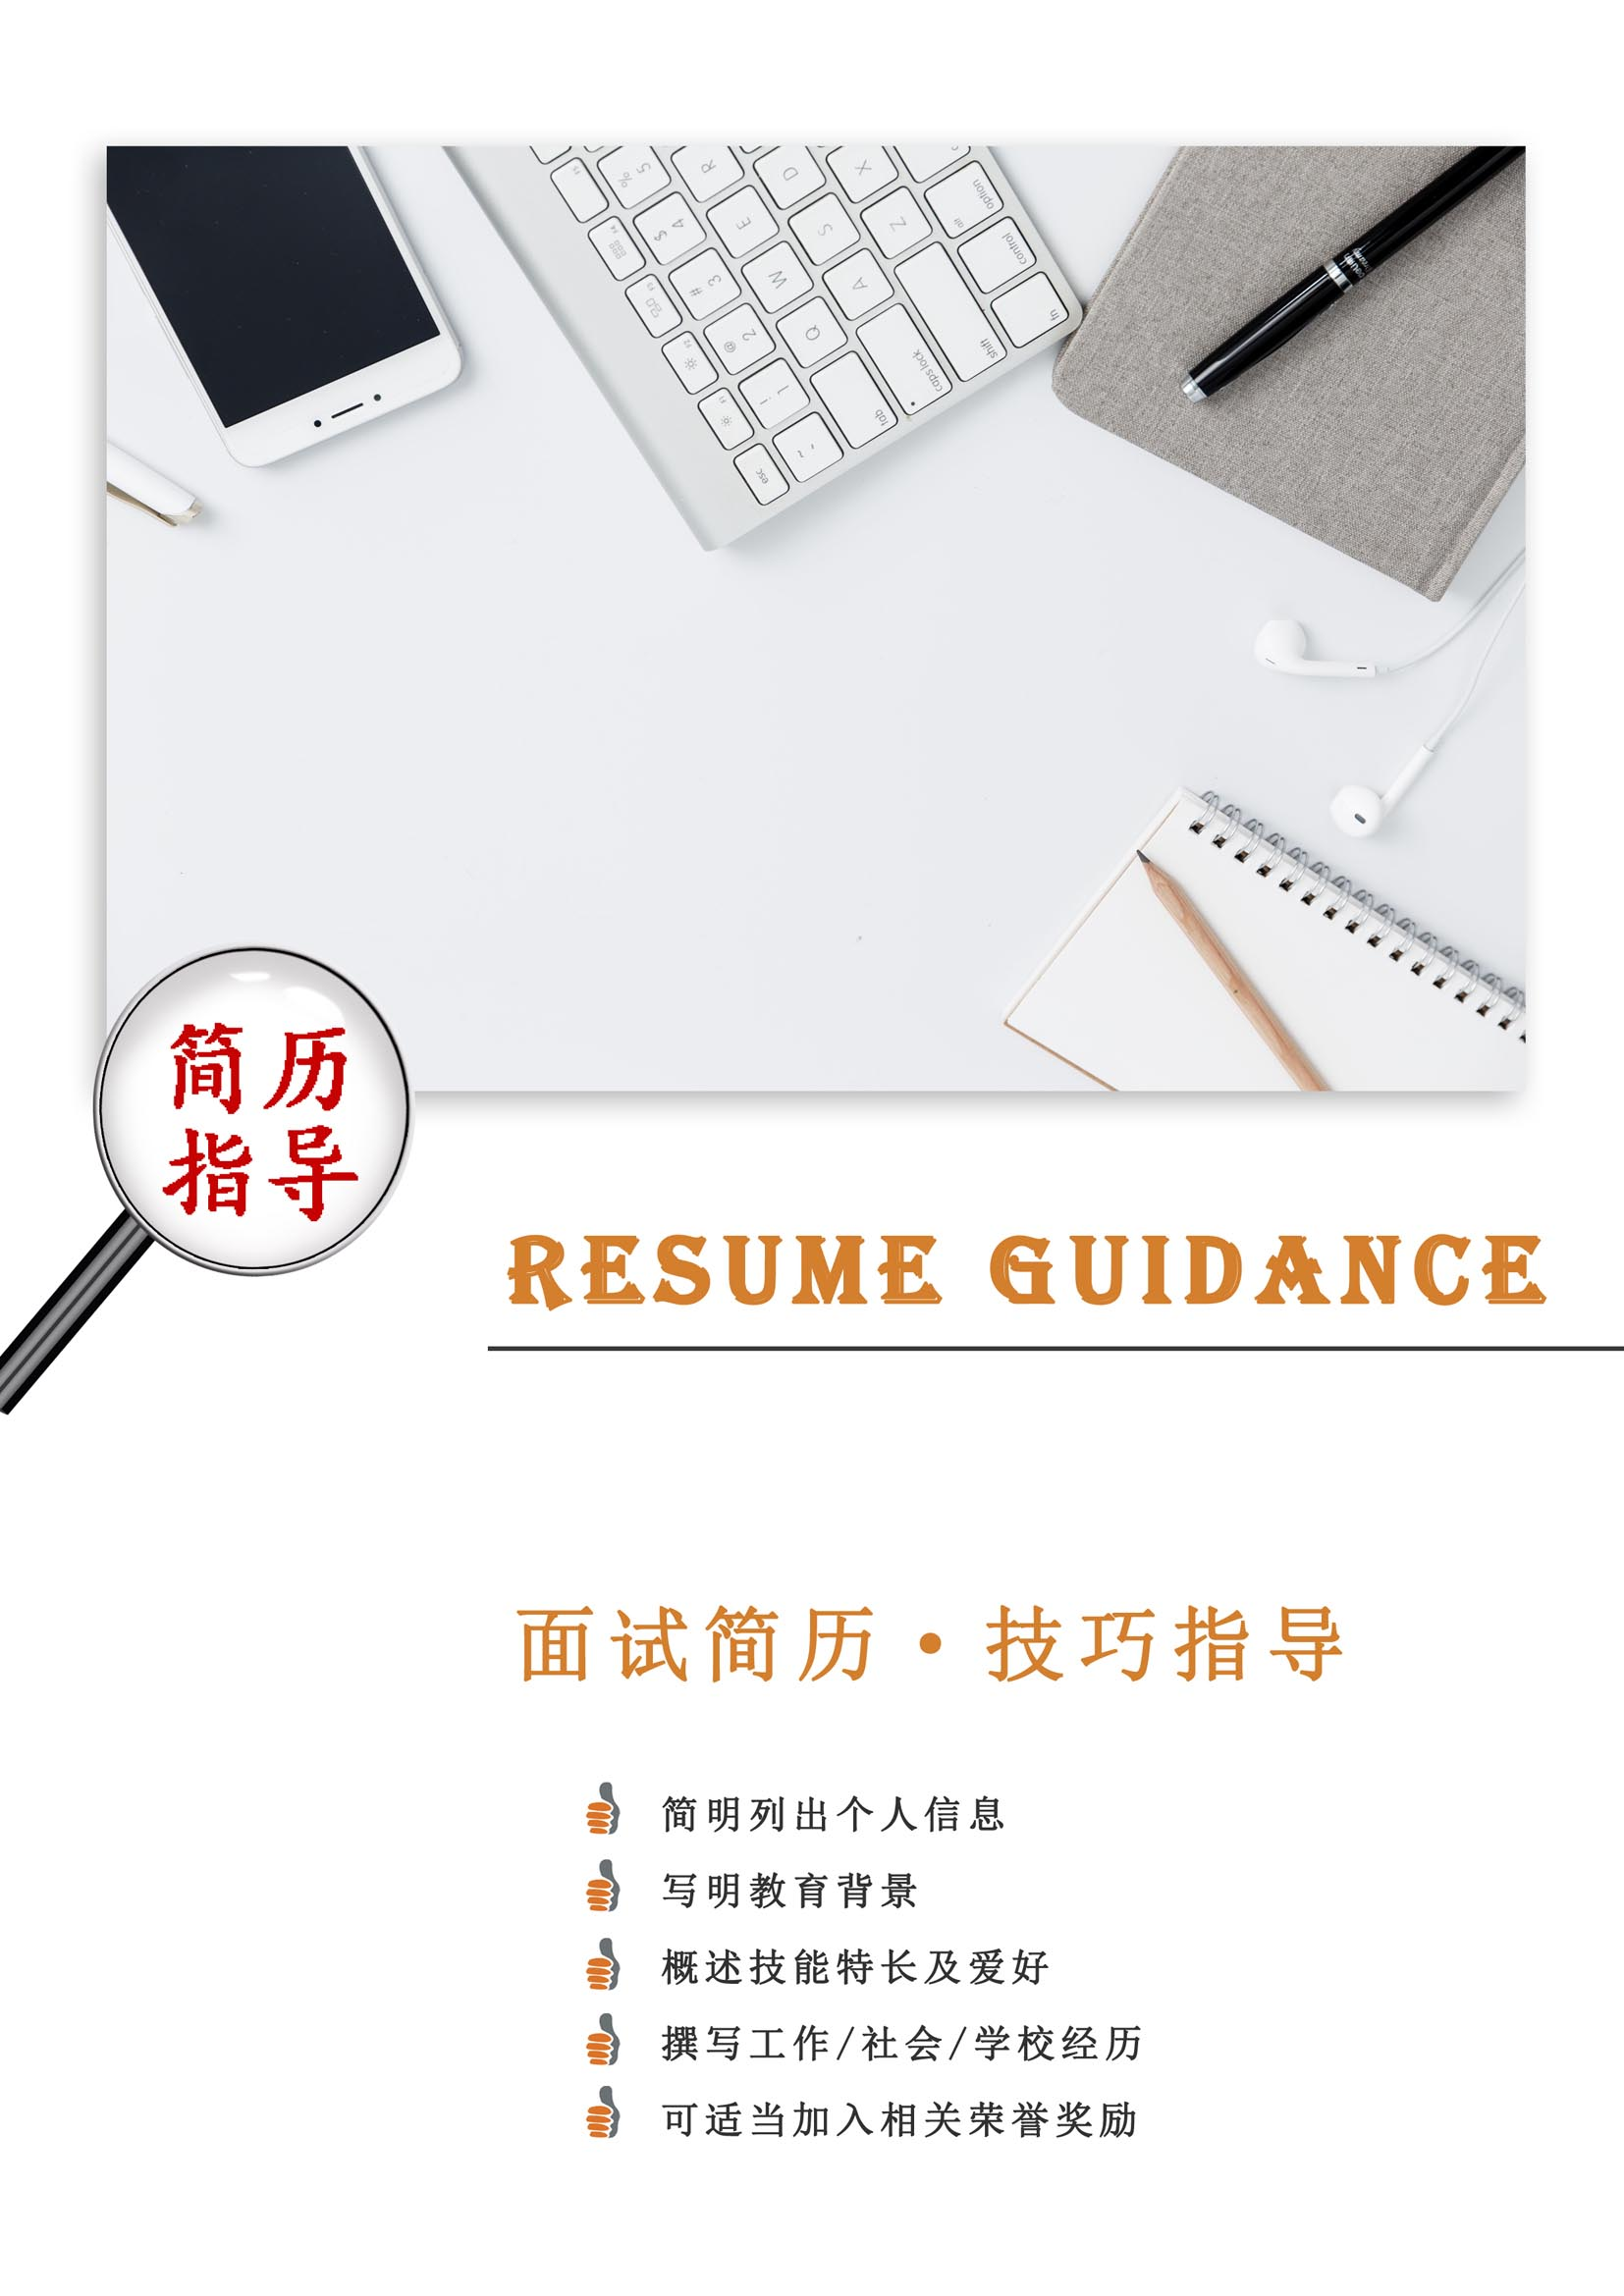 简历
指导
RESUME GUIDANCE
面试简历·技巧指导
简明列出个人信息
写明教育背景
概述技能特长及爱好
撰写工作/社会/学校经历
可适当加入相关荣誉奖励